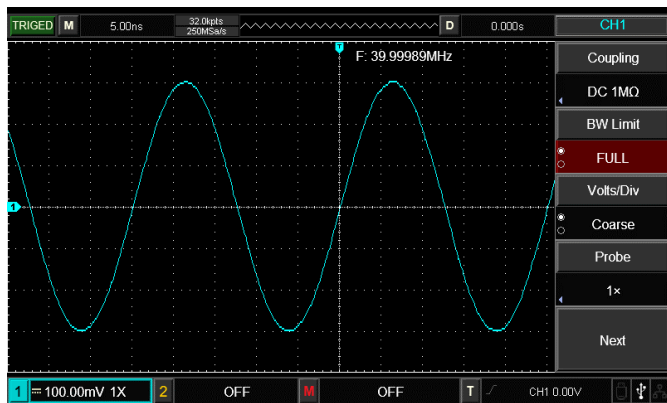 TRIGED M 5.00ns 32.0kpts D 0.000s CH1
250MSa/s
T
F: 39.99989MHz
Coupling
DC 1MΩ
BW Limit
FULL
Volts/Div
1
Coarse
Probe
1×
Next
1 100.00mV 1X 2 OFF M OFF T CH1 0.00V